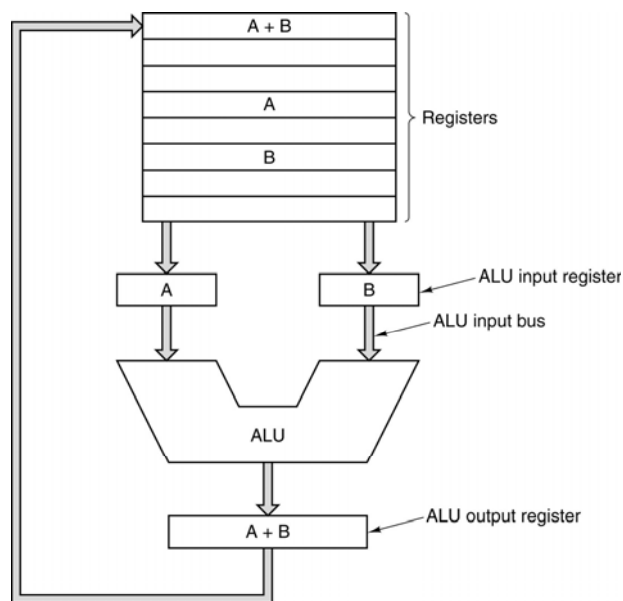 A + B
A
Registers
B
A
B
ALU input register
ALU input bus
ALU
A + B
ALU output register